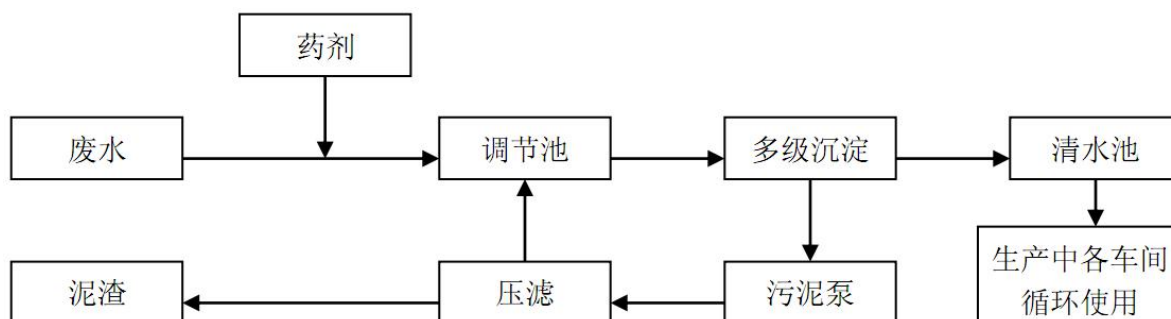 药剂
废水
调节池
多级沉淀
清水池
泥渣
压滤
污泥泵
生产中各车间
循环使用